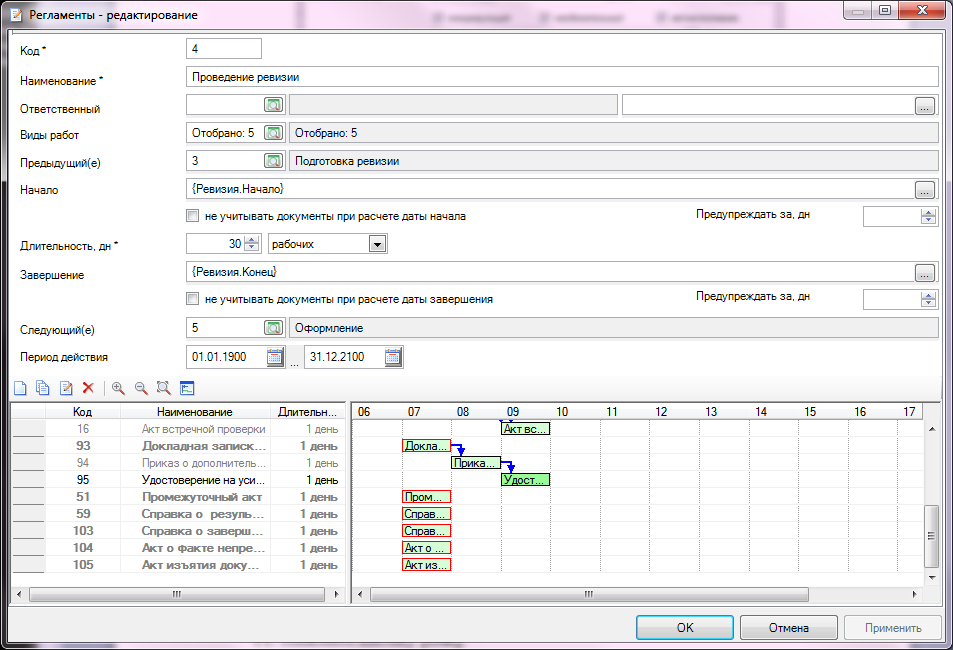 Регламенты - редактирование
Код * 4
Наименование * Проведение ревизии
Ответственный ...
Виды работ Отобрано: 5 Отобрано: 5
Предыдущий(е) 3 Подготовка ревизии
Начало {Ревизия.Начало} ...
не учитывать документы при расчете даты начала Предупреждать за, дн
Длительность, дн * 30 рабочих
Завершение {Ревизия.Конец} ...
не учитывать документы при расчете даты завершения Предупреждать за, дн
Следующий(е) 5 Оформление
Период действия 01.01.1900 ... 31.12.2100
Код Наименование Длительн... 06 07 08 09 10 11 12 13 14 15 16 17
16 Акт встречной проверки 1 день Акт вс...
93 Докладная записк... 1 день Докла...
94 Приказ о дополнитель... 1 день Прика...
95 Удостоверение на уси... 1 день Удост...
51 Промежуточный акт 1 день Пром...
59 Справка о резуль... 1 день Справ...
103 Справка о заверш... 1 день Справ...
104 Акт о факте непре... 1 день Акт о ...
105 Акт изъятия доку... 1 день Акт из...
OK Отмена Применить